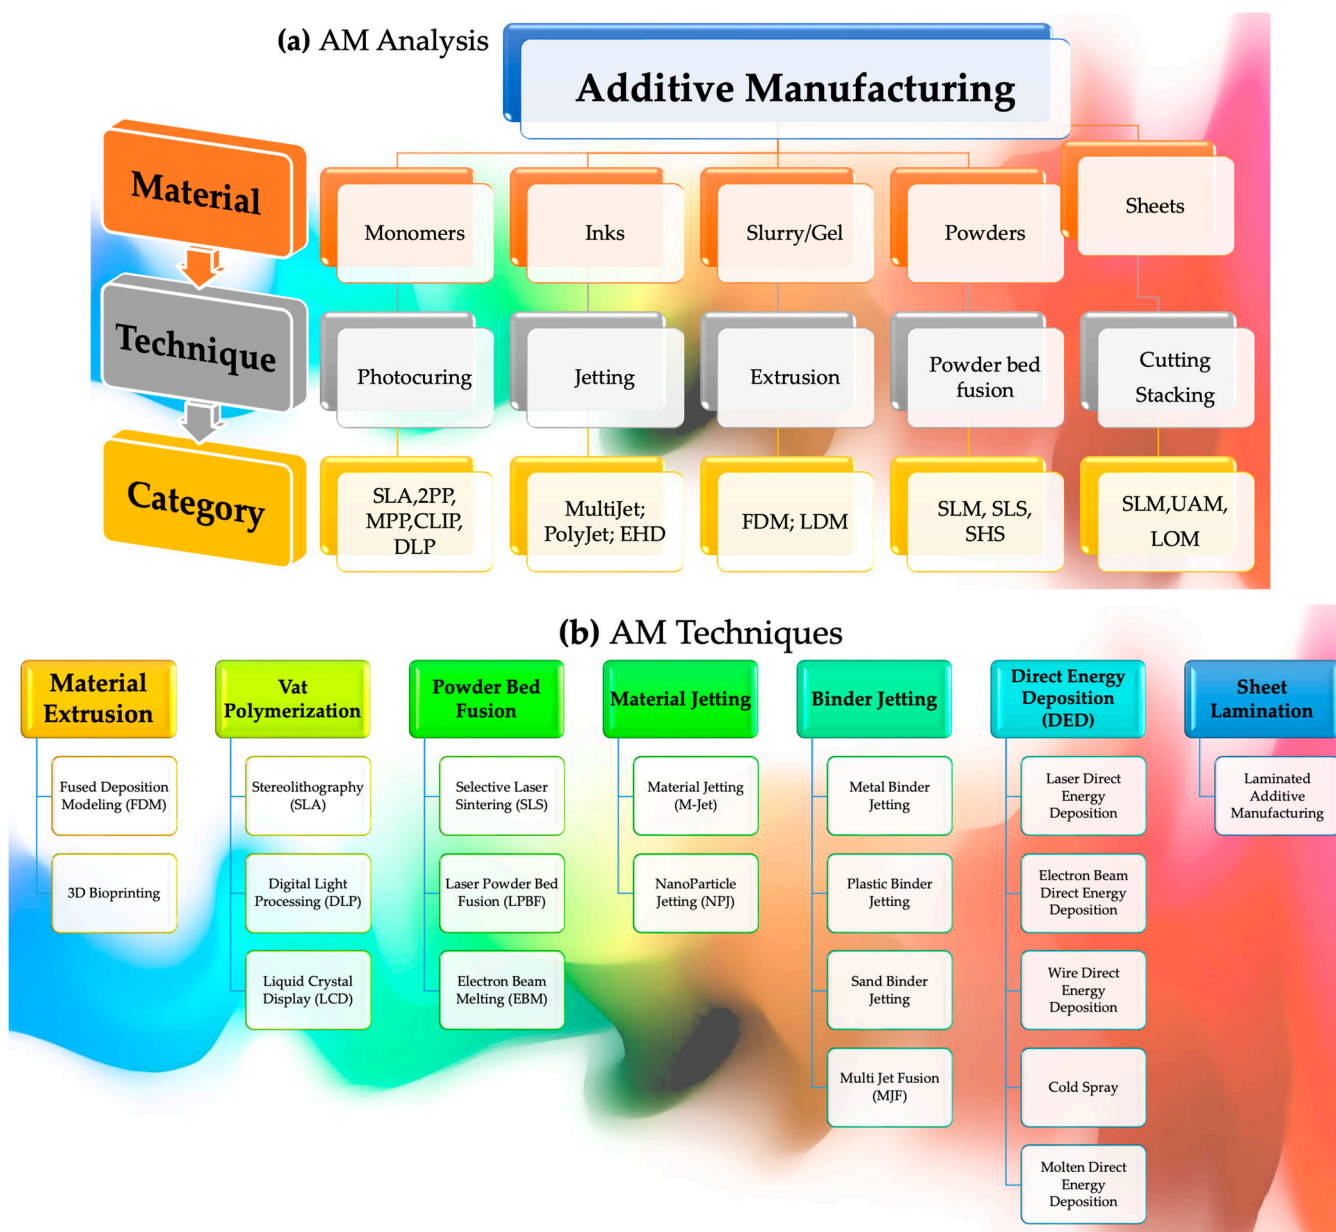 (a) AM Analysis
Additive Manufacturing
Material
Monomers
Inks
Slurry/Gel
Powders
Sheets
Technique
Photocuring
Jetting
Extrusion
Powder bed
fusion
Cutting
Stacking
Category
SLA,2PP,
MPP,CLIP,
DLP
MultiJet;
PolyJet; EHD
FDM; LDM
SLM, SLS,
SHS
SLM,UAM,
LOM
(b) AM Techniques
Material
Extrusion
Fused Deposition
Modeling (FDM)
3D Bioprinting
Vat
Polymerization
Stereolithography
(SLA)
Digital Light
Processing (DLP)
Liquid Crystal
Display (LCD)
Powder Bed
Fusion
Selective Laser
Sintering (SLS)
Laser Powder Bed
Fusion (LPBF)
Electron Beam
Melting (EBM)
Material Jetting
Material Jetting
(M-Jet)
NanoParticle
Jetting (NPJ)
Binder Jetting
Metal Binder
Jetting
Plastic Binder
Jetting
Sand Binder
Jetting
Multi Jet Fusion
(MJF)
Direct Energy
Deposition
(DED)
Laser Direct
Energy
Deposition
Electron Beam
Direct Energy
Deposition
Wire Direct
Energy
Deposition
Cold Spray
Molten Direct
Energy
Deposition
Sheet
Lamination
Laminated
Additive
Manufacturing